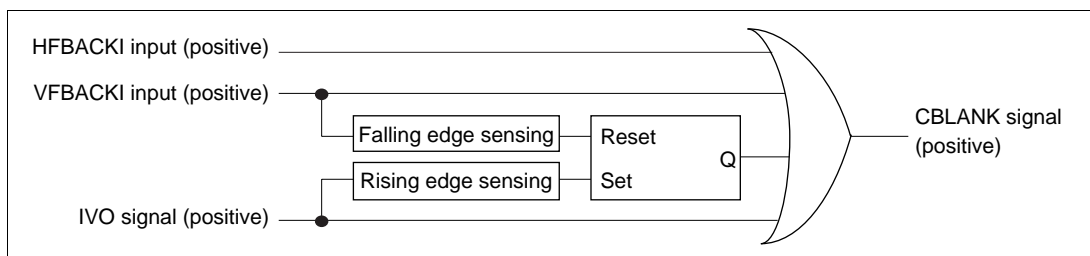 HFBACKI input (positive)
VFBACKI input (positive)
Falling edge sensing
Reset
Q
CBLANK signal
(positive)
Rising edge sensing
Set
IVO signal (positive)